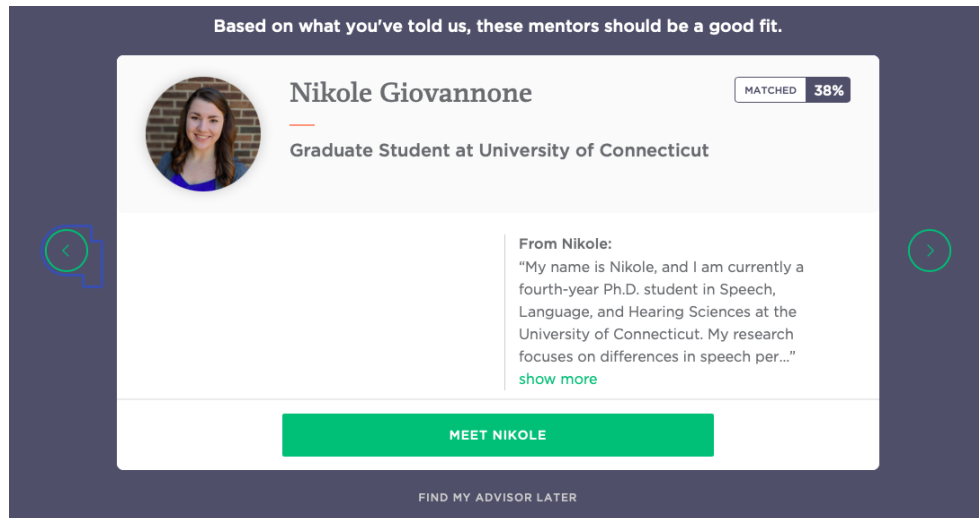 Based on what you've told us, these mentors should be a good fit.
Nikole Giovannone
MATCHED 38%
Graduate Student at University of Connecticut
From Nikole:
“My name is Nikole, and I am currently a
fourth-year Ph.D. student in Speech,
Language, and Hearing Sciences at the
University of Connecticut. My research
focuses on differences in speech per...”
show more
MEET NIKOLE
FIND MY ADVISOR LATER